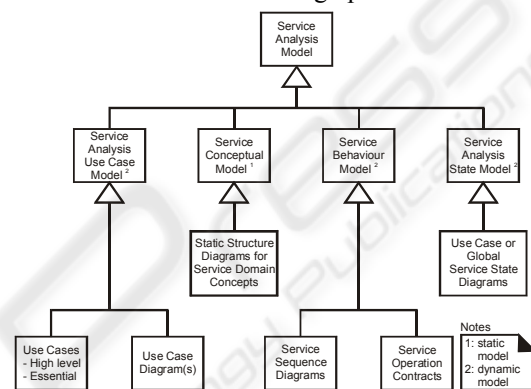 Service
Analysis
Model
Service
Analysis
Use Case
Model ²
Service
Conceptual
Model ¹
Service
Behaviour
Model ²
Service
Analysis
State Model ²
Static Structure
Diagrams for
Service Domain
Concepts
Use Case or
Global
Service State
Diagrams
Use Cases
- High level
- Essential
Use Case
Diagram(s)
Service
Sequence
Diagrams
Service
Operation
Contracts
Notes
1: static
model
2: dynamic
model